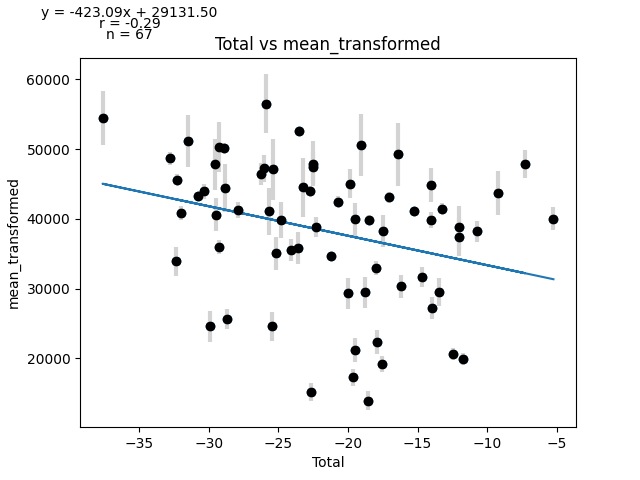 y = -423.09x + 29131.50
r = -0.29
n = 67
Total vs mean_transformed
60000
50000
40000
30000
20000
mean_transformed
−35 −30 −25 −20 −15 −10 −5
Total